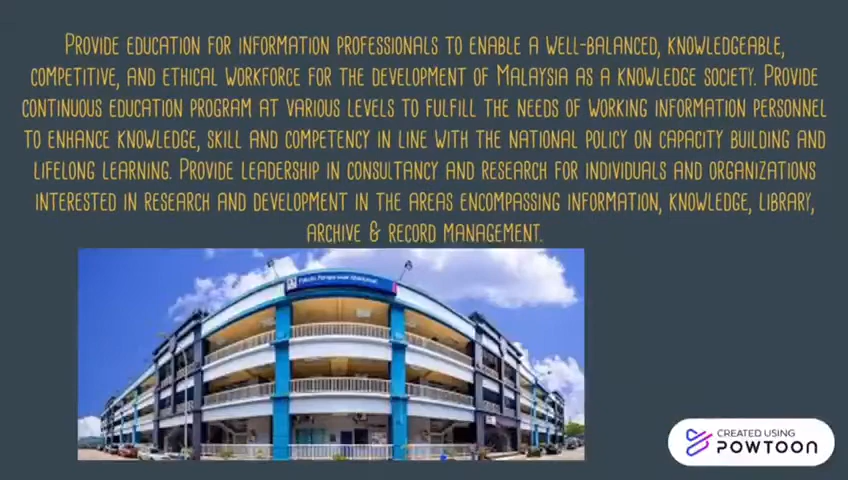 Provide education for information professionals to enable a well-balanced, knowledgeable,
competitive, and ethical workforce for the development of Malaysia as a knowledge society. Provide
continuous education program at various levels to fulfill the needs of working information personnel
to enhance knowledge, skill and competency in line with the national policy on capacity building and
lifelong learning. Provide leadership in consultancy and research for individuals and organizations
interested in research and development in the areas encompassing information, knowledge, library,
archive & record management.
Fakulti Pengurusan Maklumat
CREATED USING
POWTOON